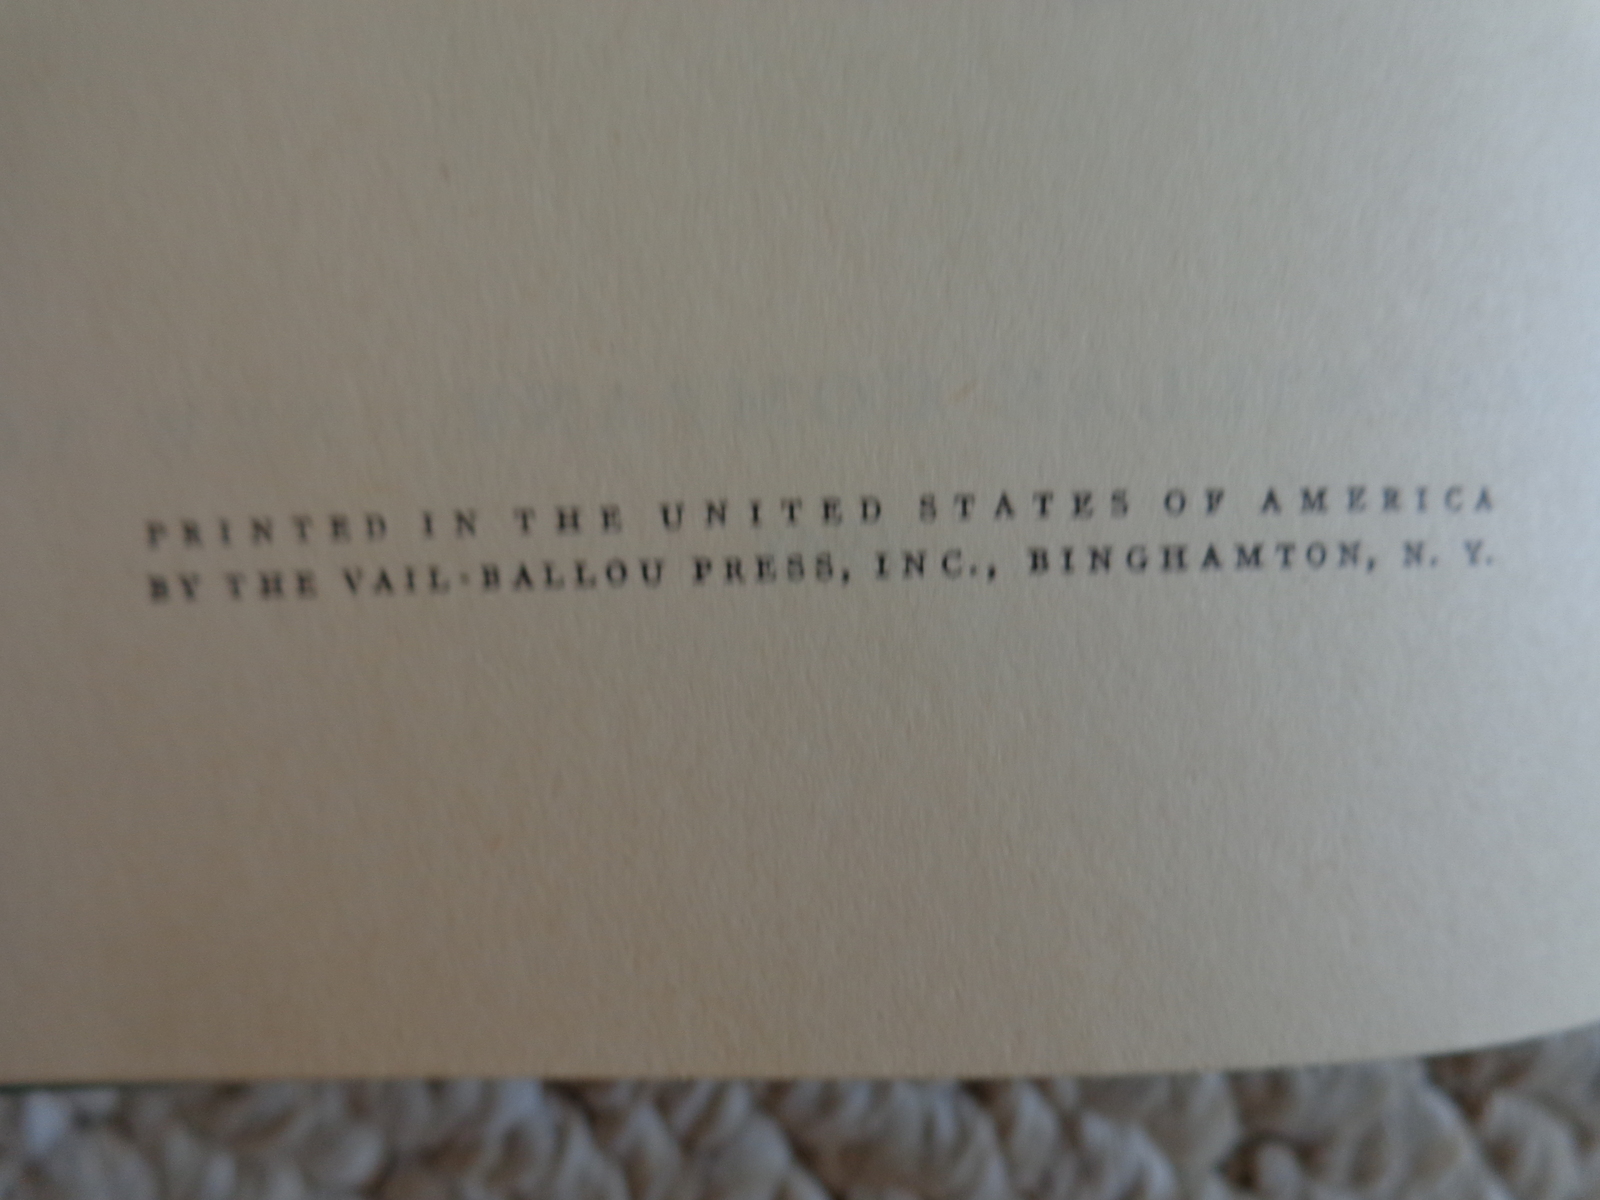 PRINTED IN THE UNITED STATES OF AMERICA
BY THE VAIL-BALLOU PRESS, INC., BINGHAMTON, N. Y.